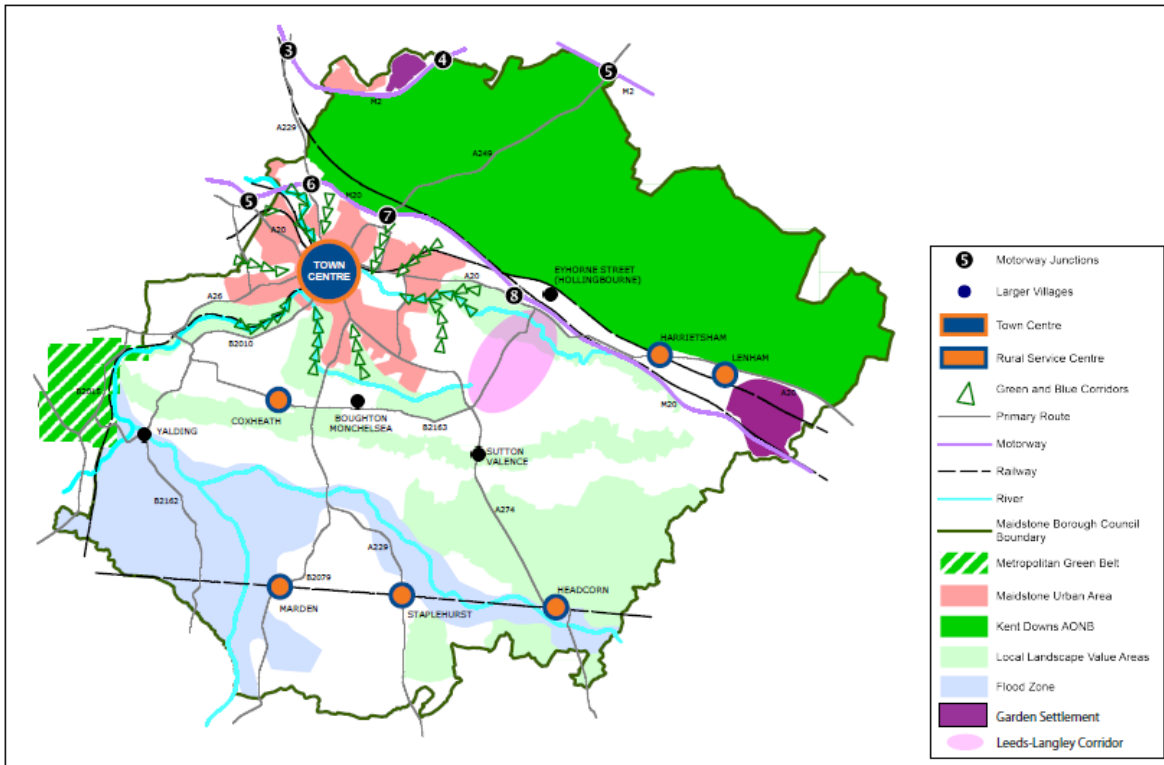 3
4
5
M2
M2
A229
A249
6
5
M20
7
A20
TOWN
CENTRE
A20
8
EYHORNE STREET
(HOLLINGBOURNE)
A26
B2010
HARRIETSHAM
LENHAM
A20
M20
B2015
COXHEATH
BOUGHTON
MONCHELSEA
B2163
YALDING
SUTTON
VALENCE
B2162
A274
A229
B2079
MARDEN
STAPLEHURST
HEADCORN
5 Motorway Junctions
Larger Villages
Town Centre
Rural Service Centre
Green and Blue Corridors
Primary Route
Motorway
Railway
River
Maidstone Borough Council
Boundary
Metropolitan Green Belt
Maidstone Urban Area
Kent Downs AONB
Local Landscape Value Areas
Flood Zone
Garden Settlement
Leeds-Langley Corridor